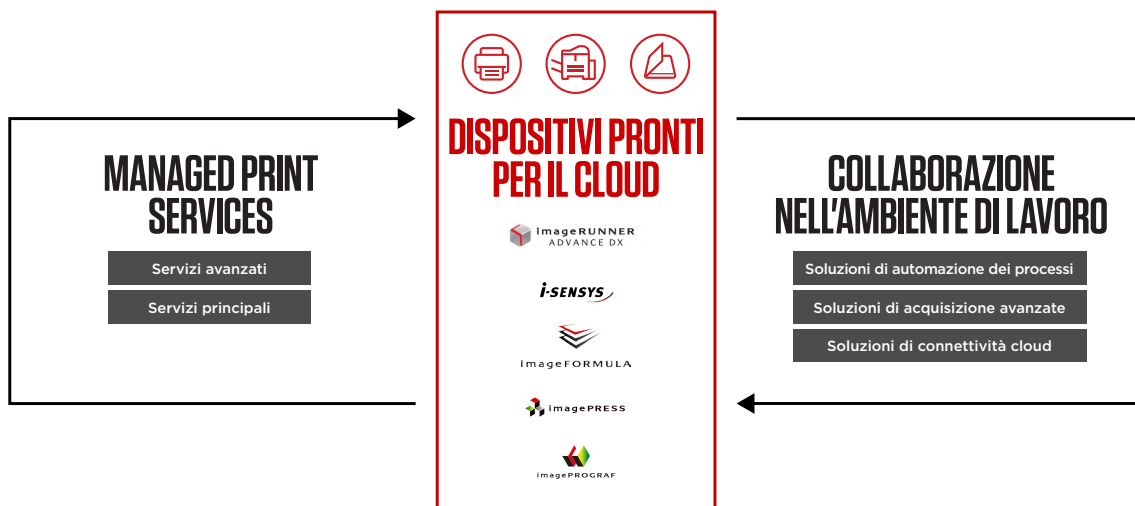 MANAGED PRINT
SERVICES
Servizi avanzati
Servizi principali
DISPOSITIVI PRONTI
PER IL CLOUD
imageRUNNER
ADVANCE DX
i-SENSYS
imageFORMULA
imagePRESS
imagePROGRAF
COLLABORAZIONE
NELL'AMBIENTE DI LAVORO
Soluzioni di automazione dei processi
Soluzioni di acquisizione avanzate
Soluzioni di connettività cloud